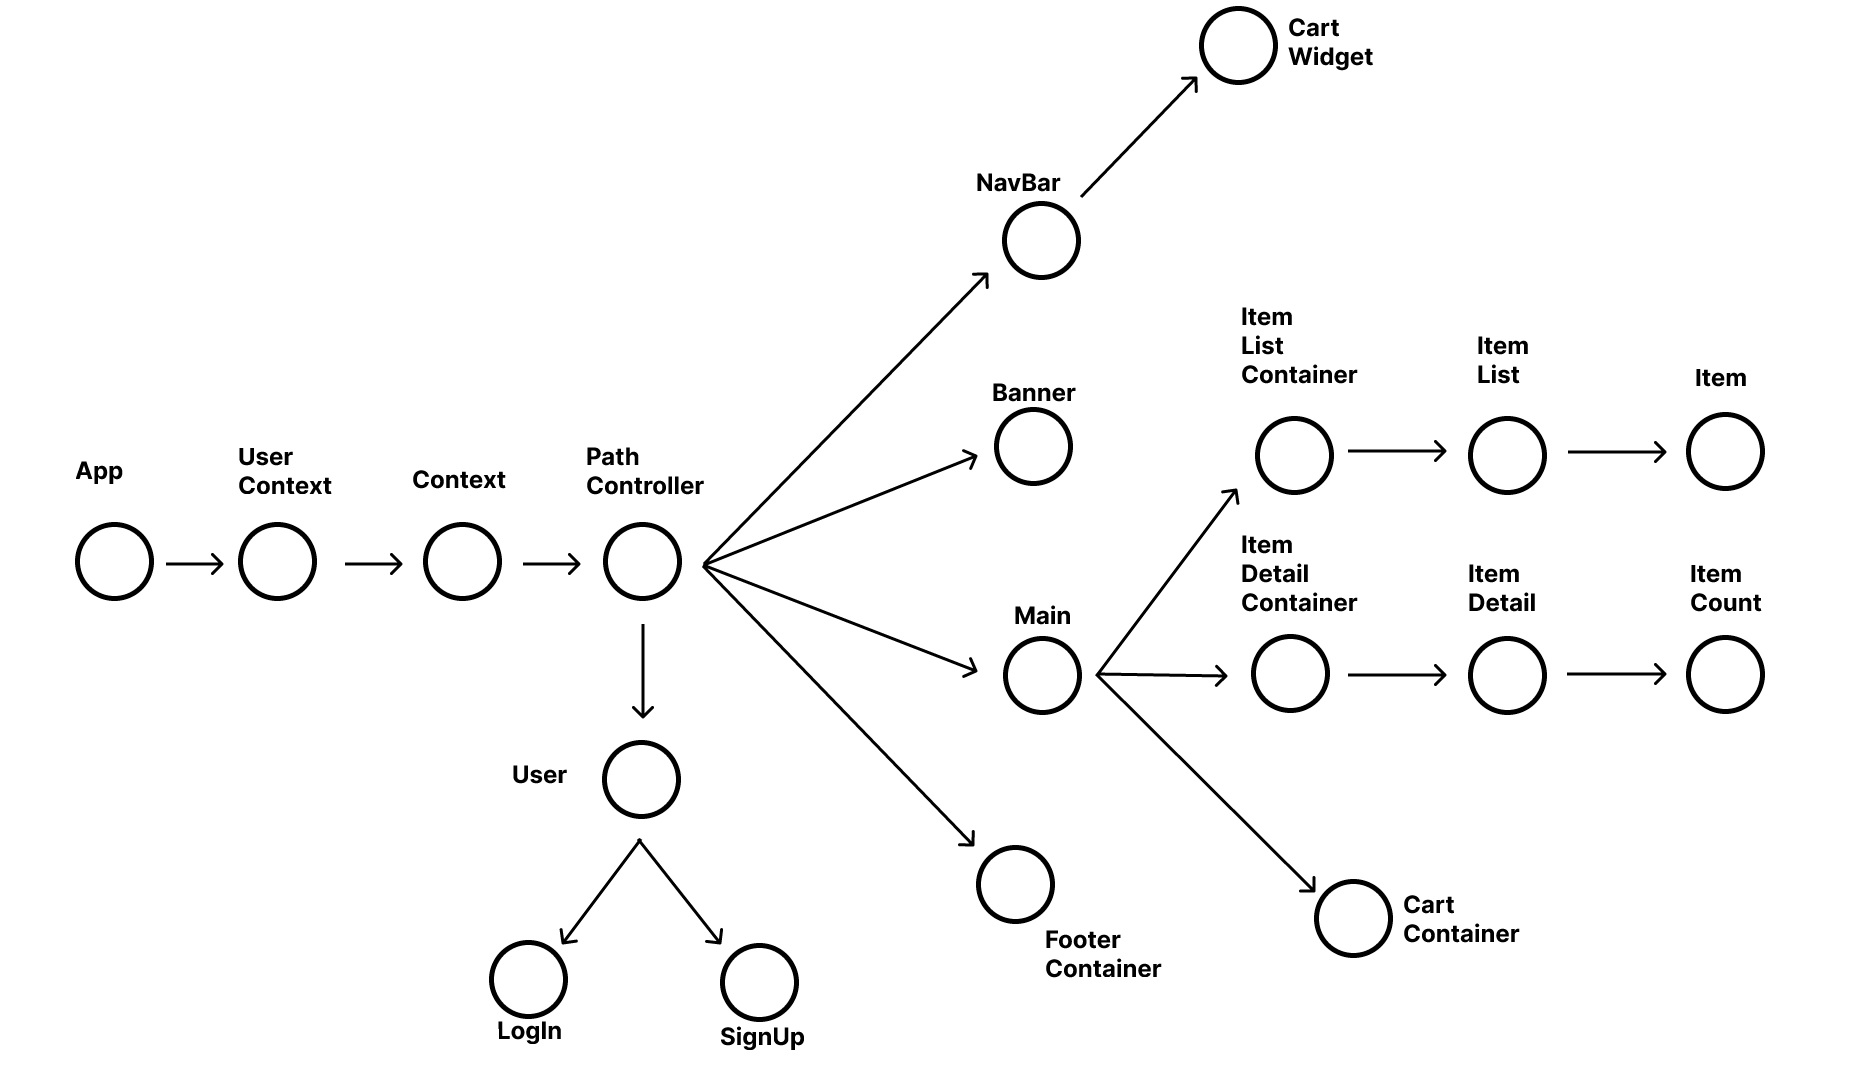 Cart
Widget
NavBar
Item
List
Container
Item
List
Item
Banner
App
User
Context
Context
Path
Controller
Item
Detail
Container
Item
Detail
Item
Count
Main
User
Cart
Container
Footer
Container
LogIn
SignUp